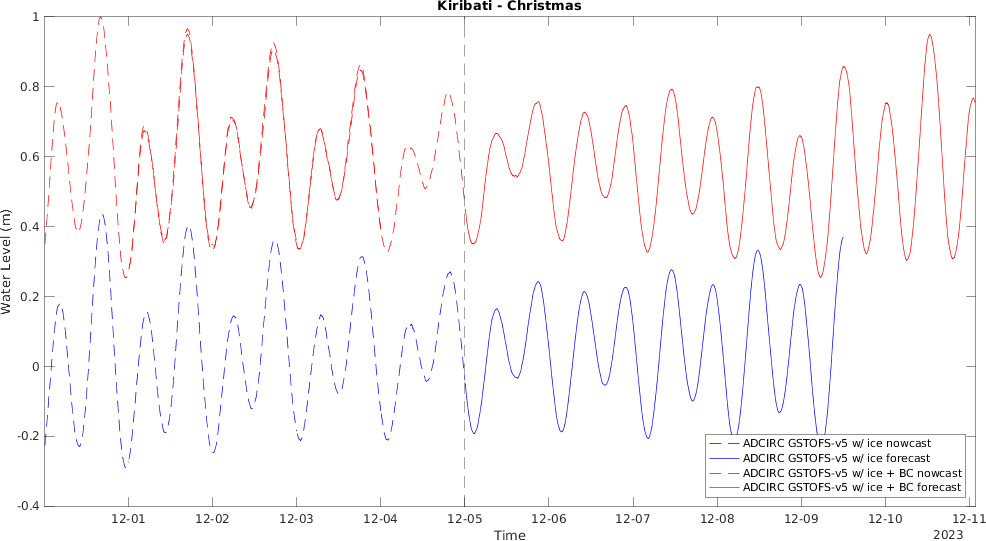 Kiribati - Christmas
Water Level (m)
1
0.8
0.6
0.4
0.2
0
-0.2
-0.4
ADCIRC GSTOFS-v5 w/ ice nowcast
ADCIRC GSTOFS-v5 w/ ice forecast
ADCIRC GSTOFS-v5 w/ ice + BC nowcast
ADCIRC GSTOFS-v5 w/ ice + BC forecast
12-01 12-02 12-03 12-04 12-05 12-06 12-07 12-08 12-09 12-10 12-11
Time
2023